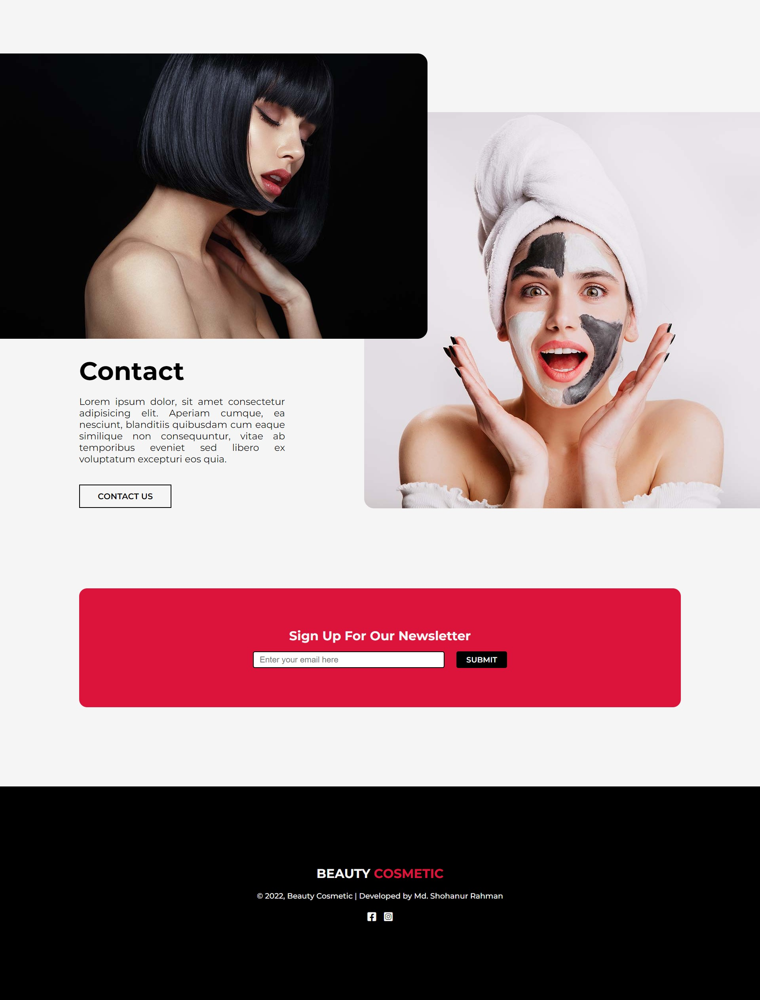 Contact
Lorem ipsum dolor, sit amet consectetur
adipisicing elit. Aperiam cumque, ea
nesciunt, blanditiis quibusdam cum eaque
similique non consequuntur, vitae ab
temporibus eveniet sed libero ex
voluptatum excepturi eos quia.
CONTACT US
Sign Up For Our Newsletter
Enter your email here
SUBMIT
BEAUTY COSMETIC
© 2022, Beauty Cosmetic | Developed by Md. Shohanur Rahman